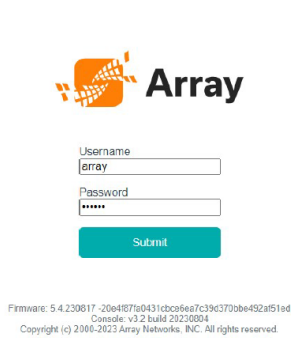 Array
Username
array
Password
••••••
Submit
Firmware: 5.4.230817 -20e4f87fa0431cbce6ea7c39d370bbe492af51ed
Console: v3.2 build 20230804
Copyright (c) 2000-2023 Array Networks, INC. All rights reserved.